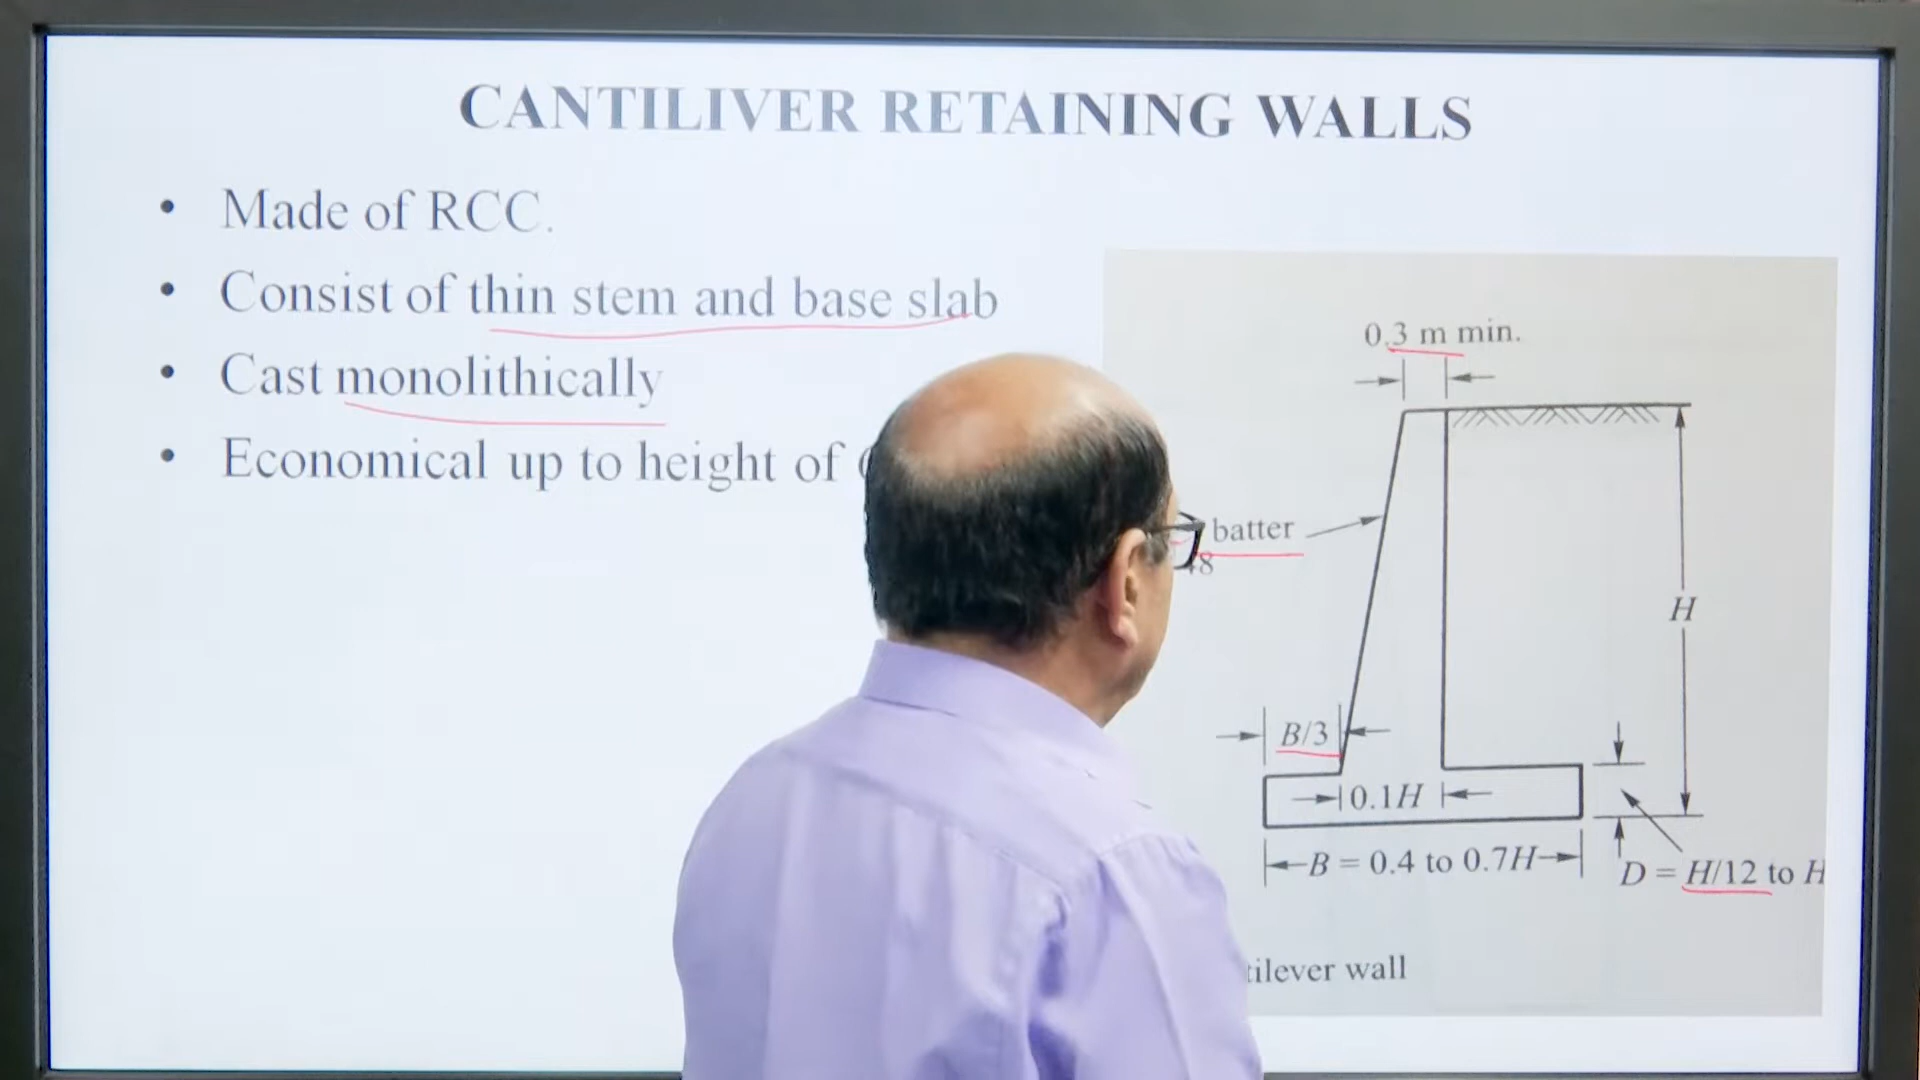 CANTILIVER RETAINING WALLS
• Made of RCC.
• Consist of thin stem and base slab
• Cast monolithically
• Economical up to height of
0.3 m min.
batter
48
H
B/3
0.1H
B = 0.4 to 0.7H
D = H/12 to H
tilever wall